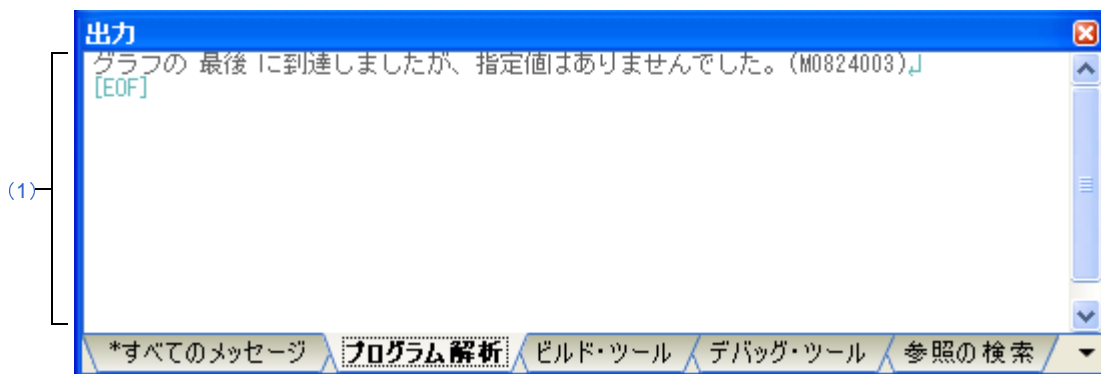 出力
グラフの 最後 に到達しましたが、指定値はありませんでした。(M0824003)↲
[EOF]
(1)
*すべてのメッセージ プログラム解析 ビルド・ツール デバッグ・ツール 参照の検索